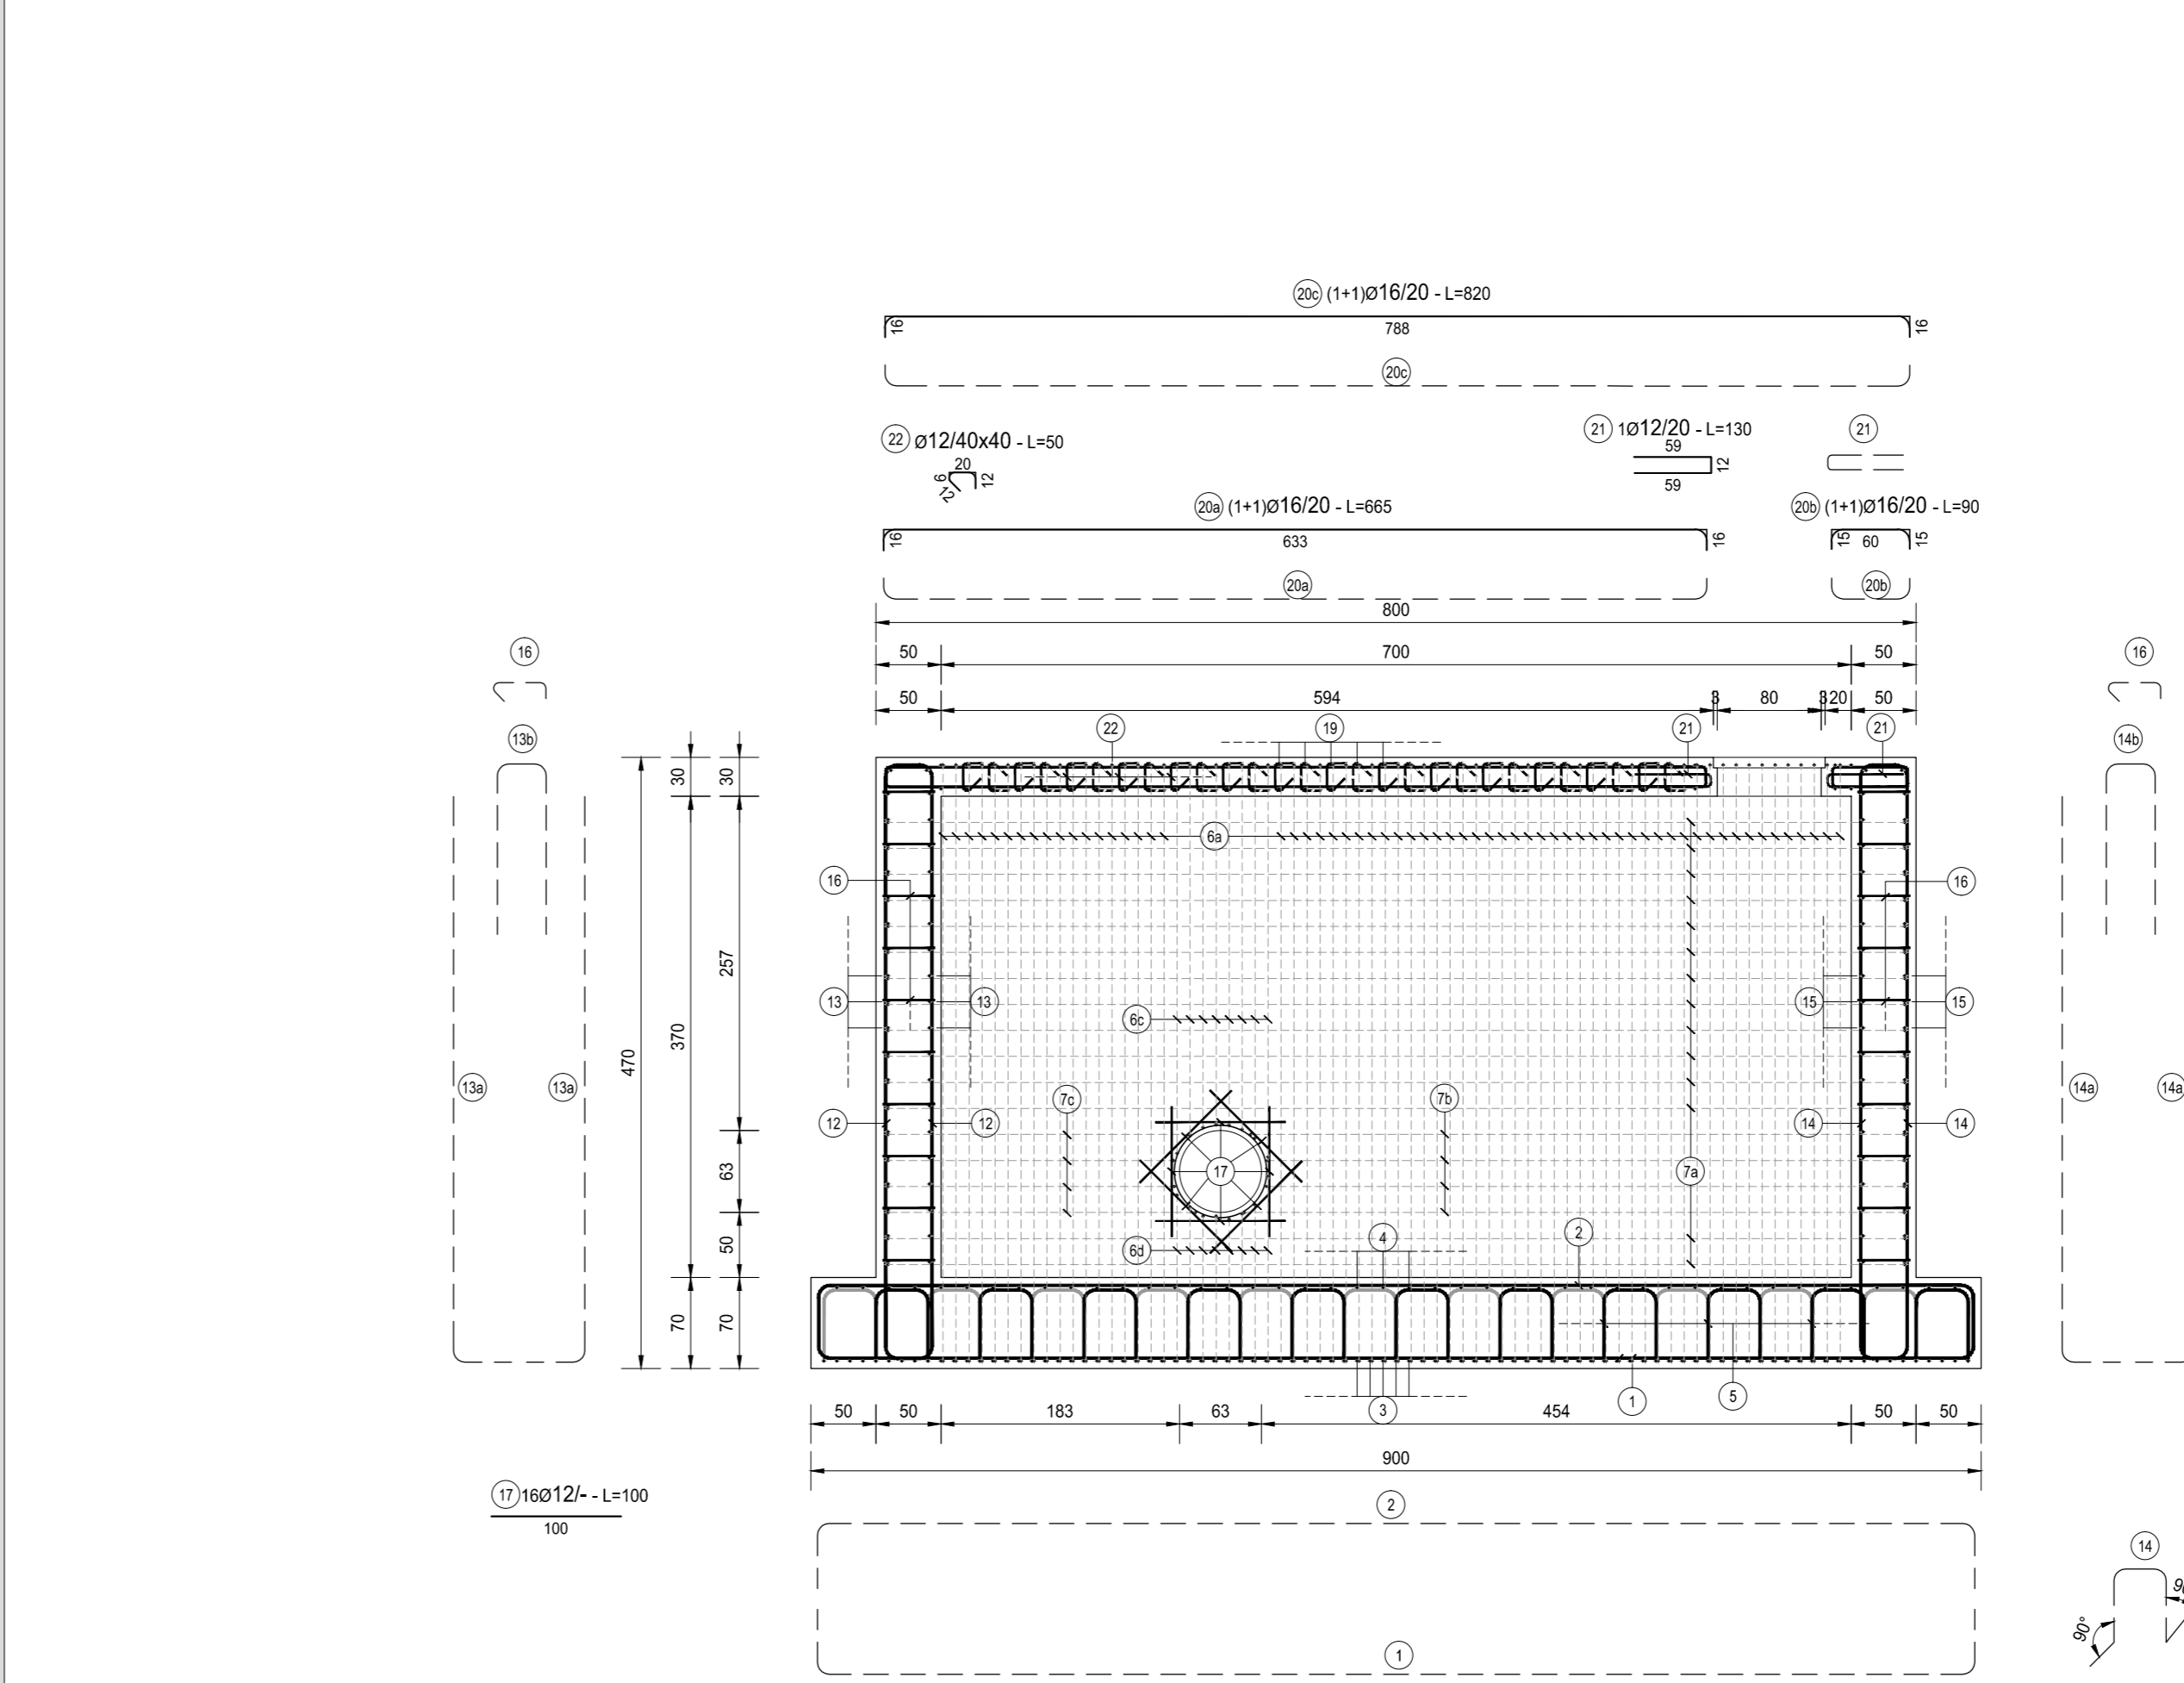 20c (1+1)Ø16/20 - L=820
16 788 16
20c
22 Ø12/40x40 - L=50
20
6 12 12
21 1Ø12/20 - L=130
59
12
59
21
20a (1+1)Ø16/20 - L=665
16 633 16
20a
20b (1+1)Ø16/20 - L=90
15 60 15
20b
800
50 700 50
50 594 3 80 3 20 50
16 16
13b 14b
22 19 21 21
30 30
6a
16 16
257
13 13 15 15
6c
370
470
13a 13a 14a 14a
7c 7b
12 12 14 14
63
17 7a
50
6d 4 2
70 70
1 5
3
50 50 183 63 454 50 50
900
17 16Ø12/- - L=100
100
2
14
90°
1